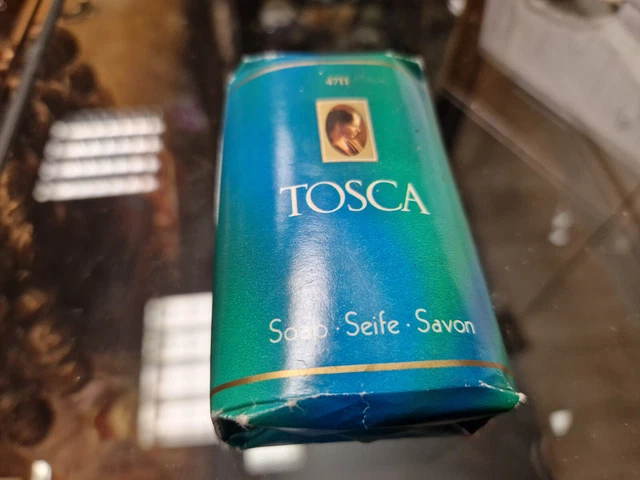 4711
TOSCA
Soap · Seife · Savon